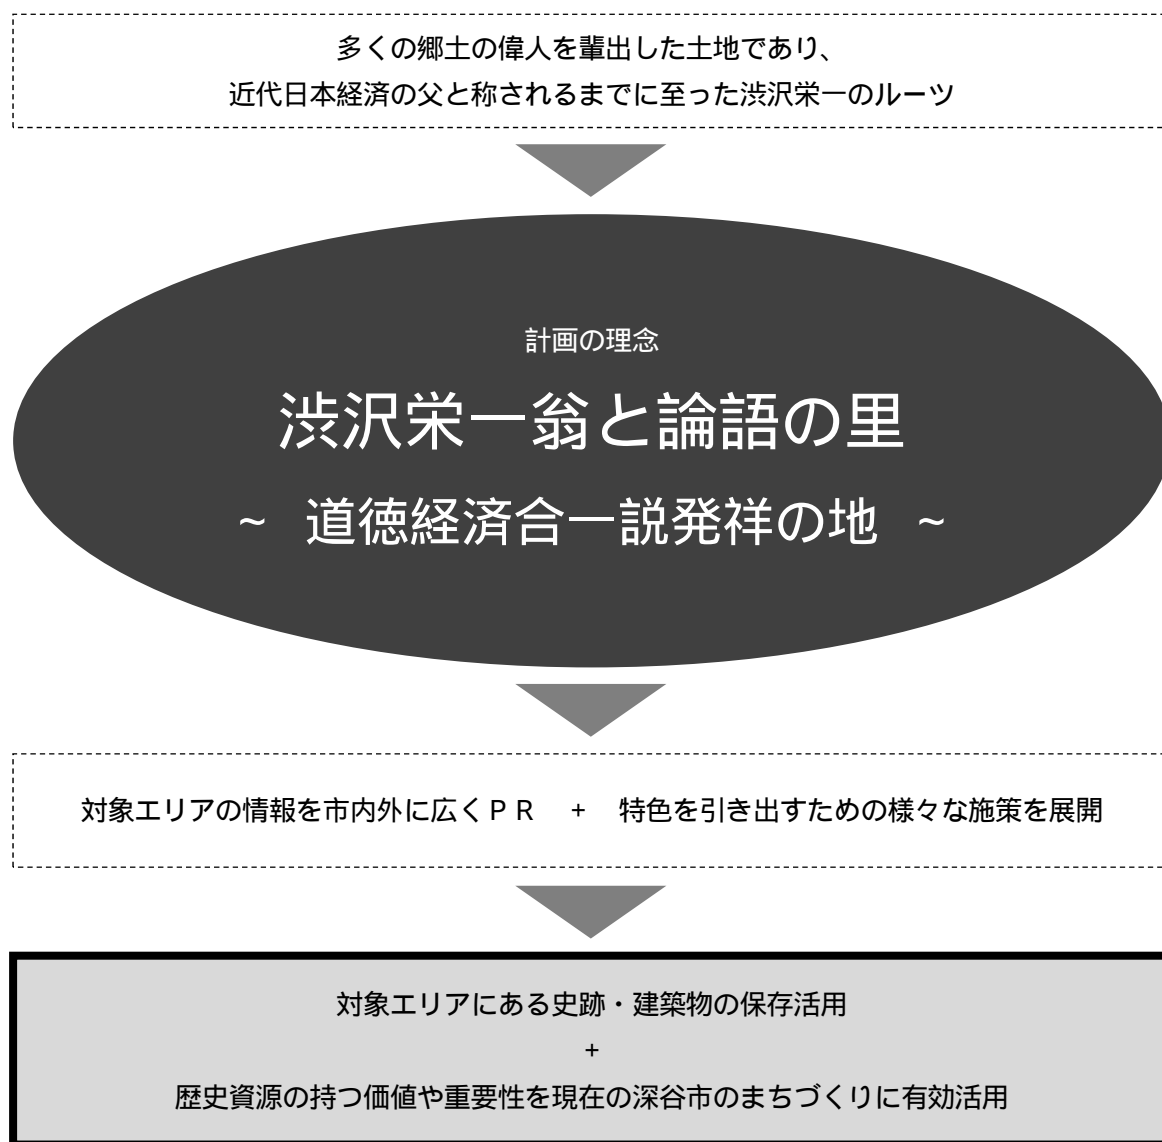 多くの郷土の偉人を輩出した土地であり、
近代日本経済の父と称されるまでに至った渋沢栄一のルーツ
計画の理念
渋沢栄一翁と論語の里
~ 道徳経済合一説発祥の地 ~
対象エリアの情報を市内外に広くＰＲ + 特色を引き出すための様々な施策を展開
対象エリアにある史跡・建築物の保存活用
+
歴史資源の持つ価値や重要性を現在の深谷市のまちづくりに有効活用